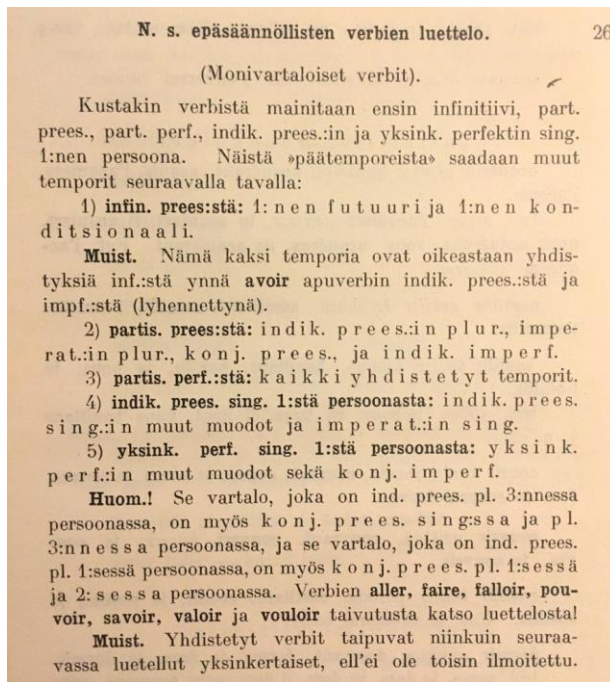 N. s. epäsäännöllisten verbien luettelo. 26
(Monivartaloiset verbit).
Kustakin verbistä mainitaan ensin infinitiivi, part.
prees., part. perf., indik. prees.:in ja yksink. perfektin sing.
1:nen persoona. Näistä »päätemporeista» saadaan muut
temporit seuraavalla tavalla:
1) infin. prees:stä: 1:nen futuuri ja 1:nen kon-
ditsionaali.
Muist. Nämä kaksi temporia ovat oikeastaan yhdis-
tyksiä inf.:stä ynnä avoir apuverbin indik. prees.:stä ja
impf.:stä (lyhennettynä).
2) partis. prees:stä: indik. prees.:in plur., impe-
rat.:in plur., konj. prees., ja indik. imperf.
3) partis. perf.:stä: kaikki yhdistetyt temporit.
4) indik. prees. sing. 1:stä persoonasta: indik. prees.
sing.:in muut muodot ja imperat.:in sing.
5) yksink. perf. sing. 1:stä persoonasta: yksink.
perf.:in muut muodot sekä konj. imperf.
Huom.! Se vartalo, joka on ind. prees. pl. 3:nnessa
persoonassa, on myös konj. prees. sing:ssa ja pl.
3:nnessa persoonassa, ja se vartalo, joka on ind. prees.
pl. 1:sessä persoonassa, on myös konj. prees. pl. 1:sessä
ja 2:sessa persoonassa. Verbien aller, faire, falloir, pou-
voir, savoir, valoir ja vouloir taivutusta katso luettelosta!
Muist. Yhdistetyt verbit taipuvat niinkuin seuraa-
vassa luetellut yksinkertaiset, ell'ei ole toisin ilmoitettu.